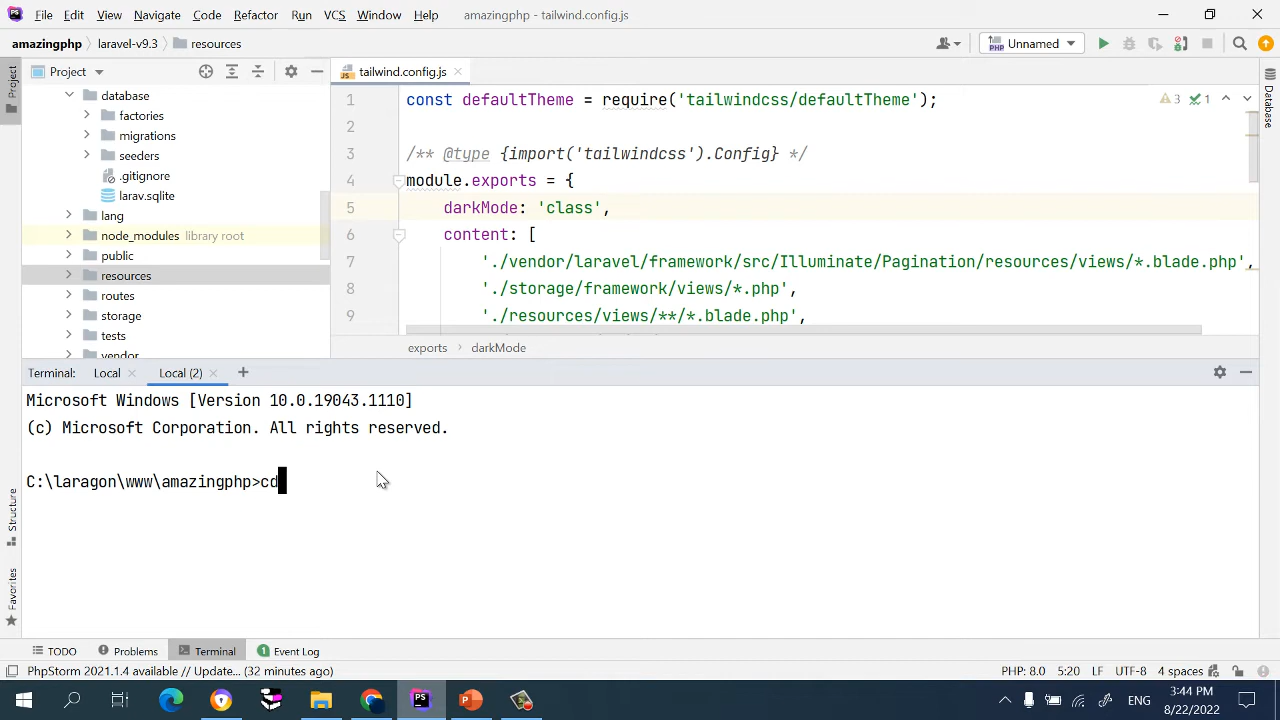 File Edit View Navigate Code Refactor Run VCS Window Help amazingphp - tailwind.config.js
amazingphp laravel-v9.3 resources
Unnamed
Project
tailwind.config.js
Project
Database
database
factories
migrations
seeders
.gitignore
larav.sqlite
lang
node_modules library root
public
resources
routes
storage
tests
vendor
1 const defaultTheme = require('tailwindcss/defaultTheme');
2
3 /** @type {import('tailwindcss').Config} */
4 module.exports = {
5 darkMode: 'class',
6 content: [
7 './vendor/laravel/framework/src/Illuminate/Pagination/resources/views/*.blade.php',
8 './storage/framework/views/*.php',
9 './resources/views/**/*.blade.php',
3 1
exports darkMode
Terminal: Local Local (2)
Microsoft Windows [Version 10.0.19043.1110]
(c) Microsoft Corporation. All rights reserved.
C:\laragon\www\amazingphp>cd
Structure
Favorites
TODO Problems Terminal 1 Event Log
PhpStorm 2021.1.4 available // Update... (32 minutes ago) PHP: 8.0 5:20 LF UTF-8 4 spaces
ENG
3:44 PM
8/22/2022